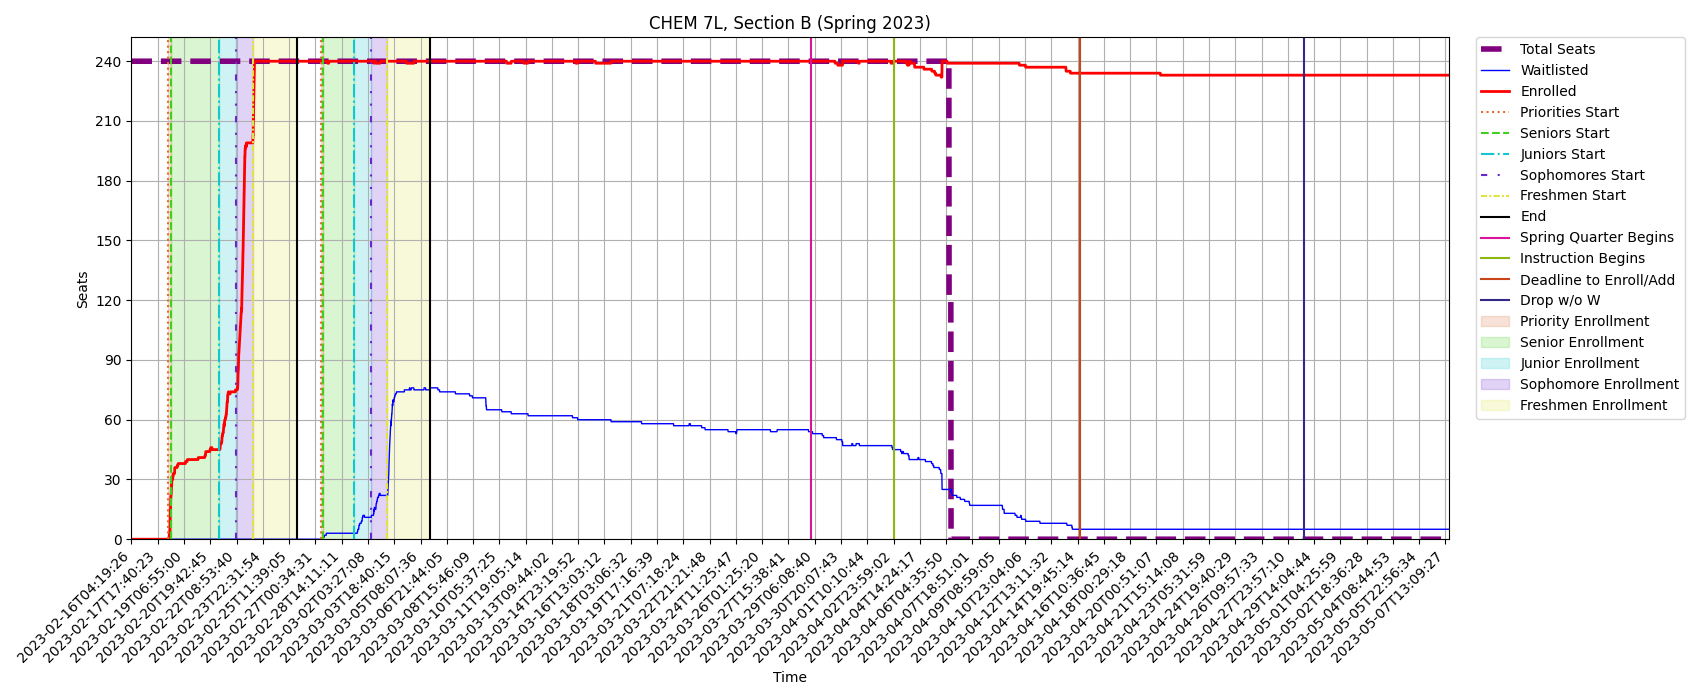 CHEM 7L, Section B (Spring 2023)
Seats
240
210
180
150
120
90
60
30
0
2023-02-16T04:19:26
2023-02-17T17:40:23
2023-02-19T06:55:00
2023-02-20T19:42:45
2023-02-22T08:53:40
2023-02-23T22:31:54
2023-02-25T11:39:05
2023-02-27T00:34:31
2023-02-28T14:11:11
2023-03-02T03:27:08
2023-03-03T18:40:15
2023-03-05T08:07:36
2023-03-06T21:44:05
2023-03-08T15:46:09
2023-03-10T05:37:25
2023-03-11T19:05:14
2023-03-13T09:44:02
2023-03-14T23:19:52
2023-03-16T13:03:12
2023-03-18T03:06:32
2023-03-19T17:16:39
2023-03-21T07:18:24
2023-03-22T21:21:48
2023-03-24T11:25:47
2023-03-26T01:25:20
2023-03-27T15:38:41
2023-03-29T06:08:40
2023-03-30T20:07:43
2023-04-01T10:10:44
2023-04-02T23:59:02
2023-04-04T14:24:17
2023-04-06T04:35:50
2023-04-07T18:51:01
2023-04-09T08:59:05
2023-04-10T23:04:06
2023-04-12T13:11:32
2023-04-14T19:45:14
2023-04-16T10:36:45
2023-04-18T00:29:18
2023-04-20T00:51:07
2023-04-21T15:14:08
2023-04-23T05:31:59
2023-04-24T19:40:29
2023-04-26T09:57:33
2023-04-27T23:57:10
2023-04-29T14:04:44
2023-05-01T04:25:59
2023-05-02T18:36:28
2023-05-04T08:44:53
2023-05-05T22:56:34
2023-05-07T13:09:27
Time
Total Seats
Waitlisted
Enrolled
Priorities Start
Seniors Start
Juniors Start
Sophomores Start
Freshmen Start
End
Spring Quarter Begins
Instruction Begins
Deadline to Enroll/Add
Drop w/o W
Priority Enrollment
Senior Enrollment
Junior Enrollment
Sophomore Enrollment
Freshmen Enrollment